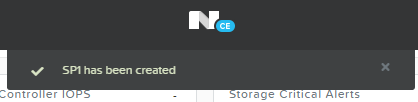 N CE
SP1 has been created
Controller IOPS - Storage Critical Alerts